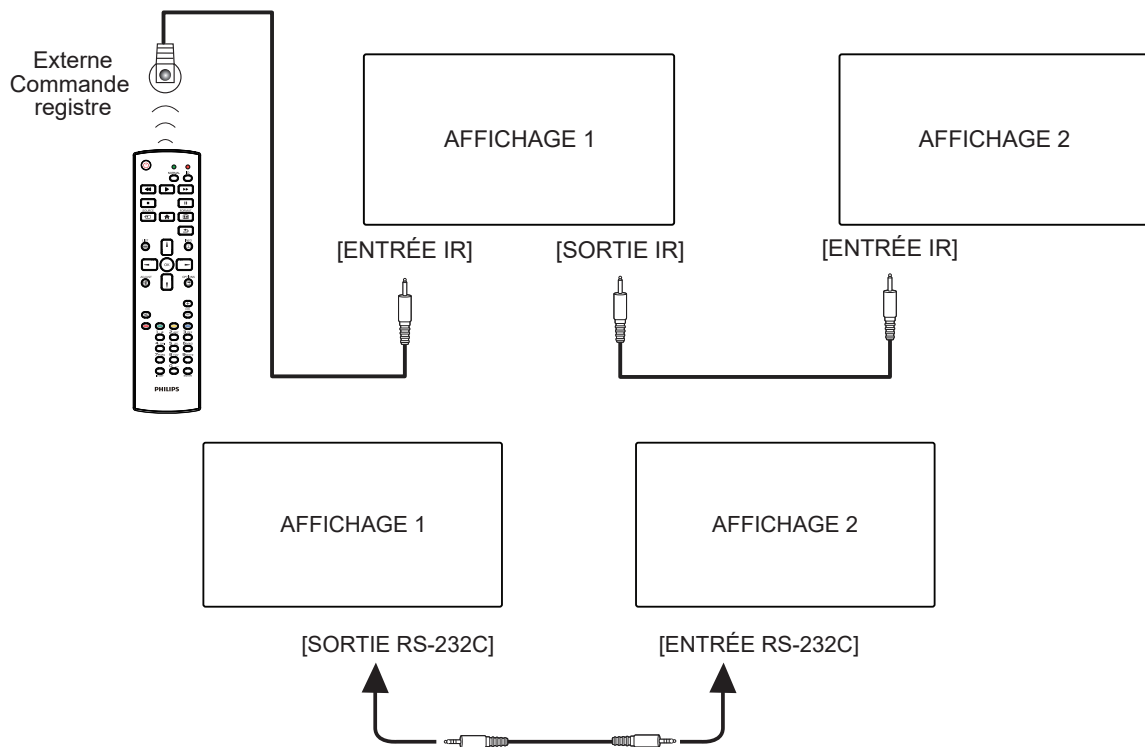 Externe
Commande
registre
AFFICHAGE 1
AFFICHAGE 2
[ENTRÉE IR]
[SORTIE IR]
[ENTRÉE IR]
PHILIPS
AFFICHAGE 1
AFFICHAGE 2
[SORTIE RS-232C]
[ENTRÉE RS-232C]